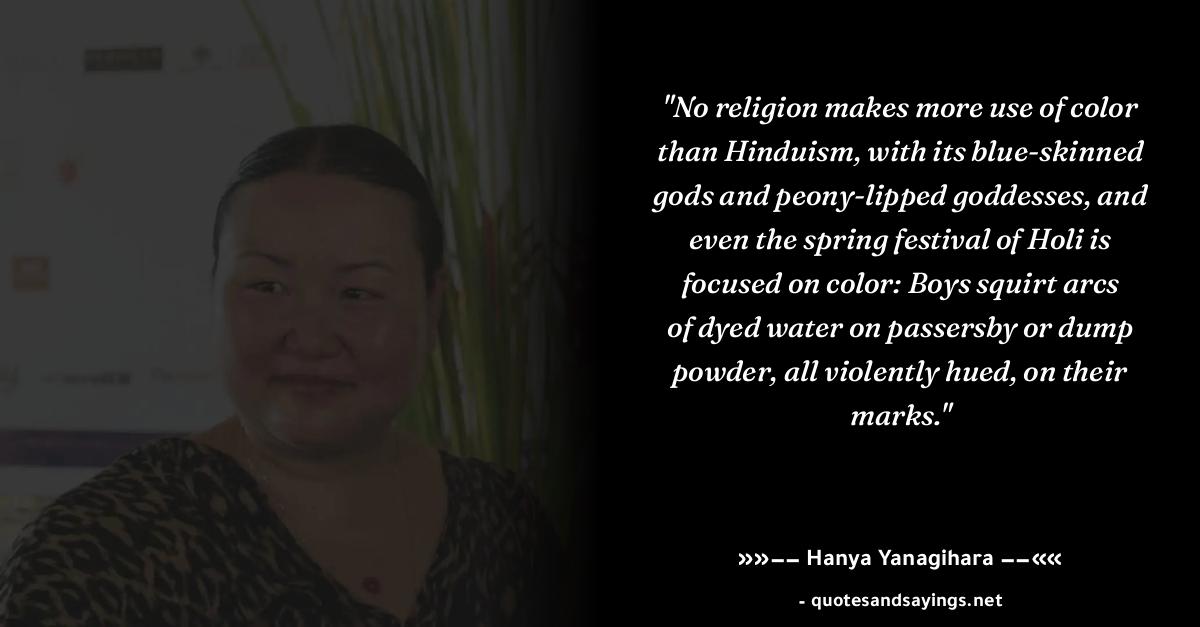 "No religion makes more use of color
than Hinduism, with its blue-skinned
gods and peony-lipped goddesses, and
even the spring festival of Holi is
focused on color: Boys squirt arcs
of dyed water on passersby or dump
powder, all violently hued, on their
marks."
»»–– Hanya Yanagihara ––««
- quotesandsayings.net